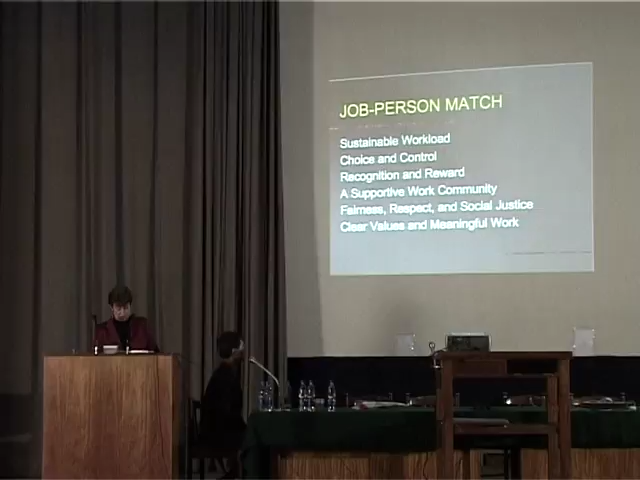 JOB-PERSON MATCH
Sustainable Workload
Choice and Control
Recognition and Reward
A Supportive Work Community
Fairness, Respect, and Social Justice
Clear Values and Meaningful Work